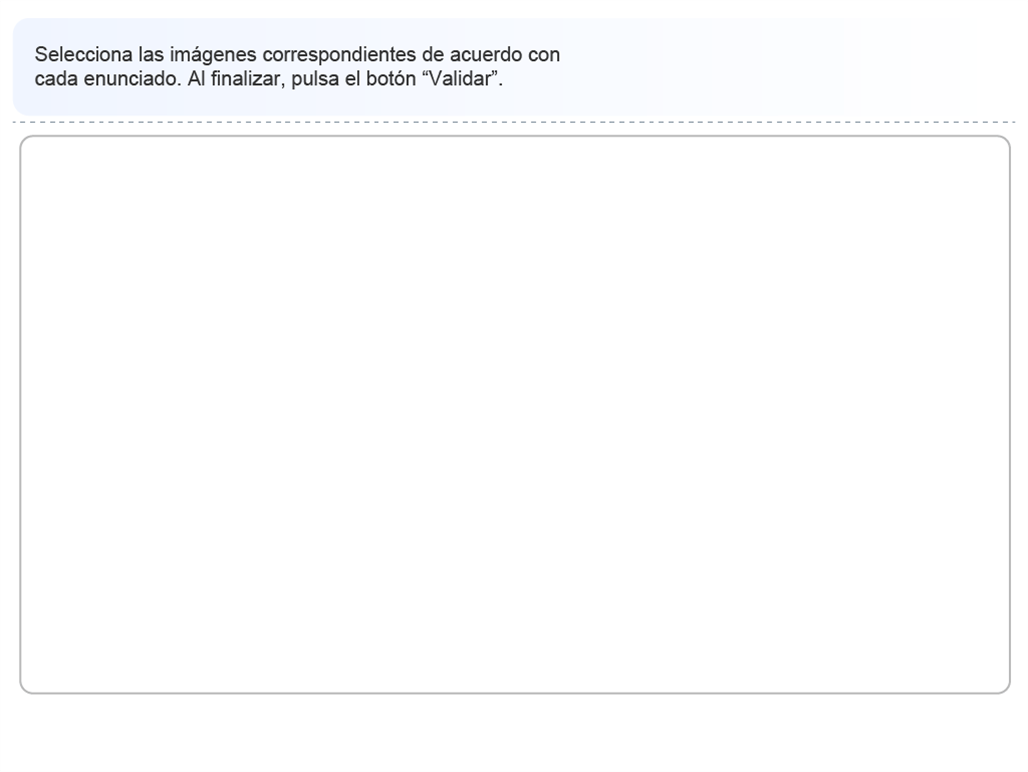 Selecciona las imágenes correspondientes de acuerdo con
cada enunciado. Al finalizar, pulsa el botón “Validar”.